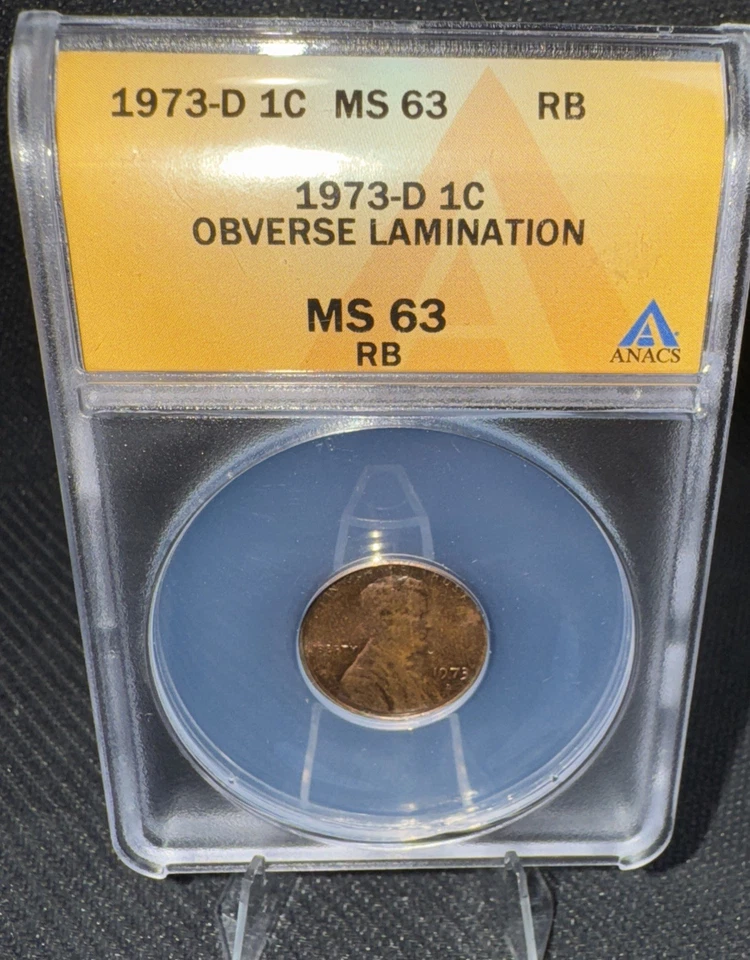 1973-D 1C MS 63 RB
1973-D 1C
OBVERSE LAMINATION
MS 63
RB
ANACS
LIBERTY
1973
D